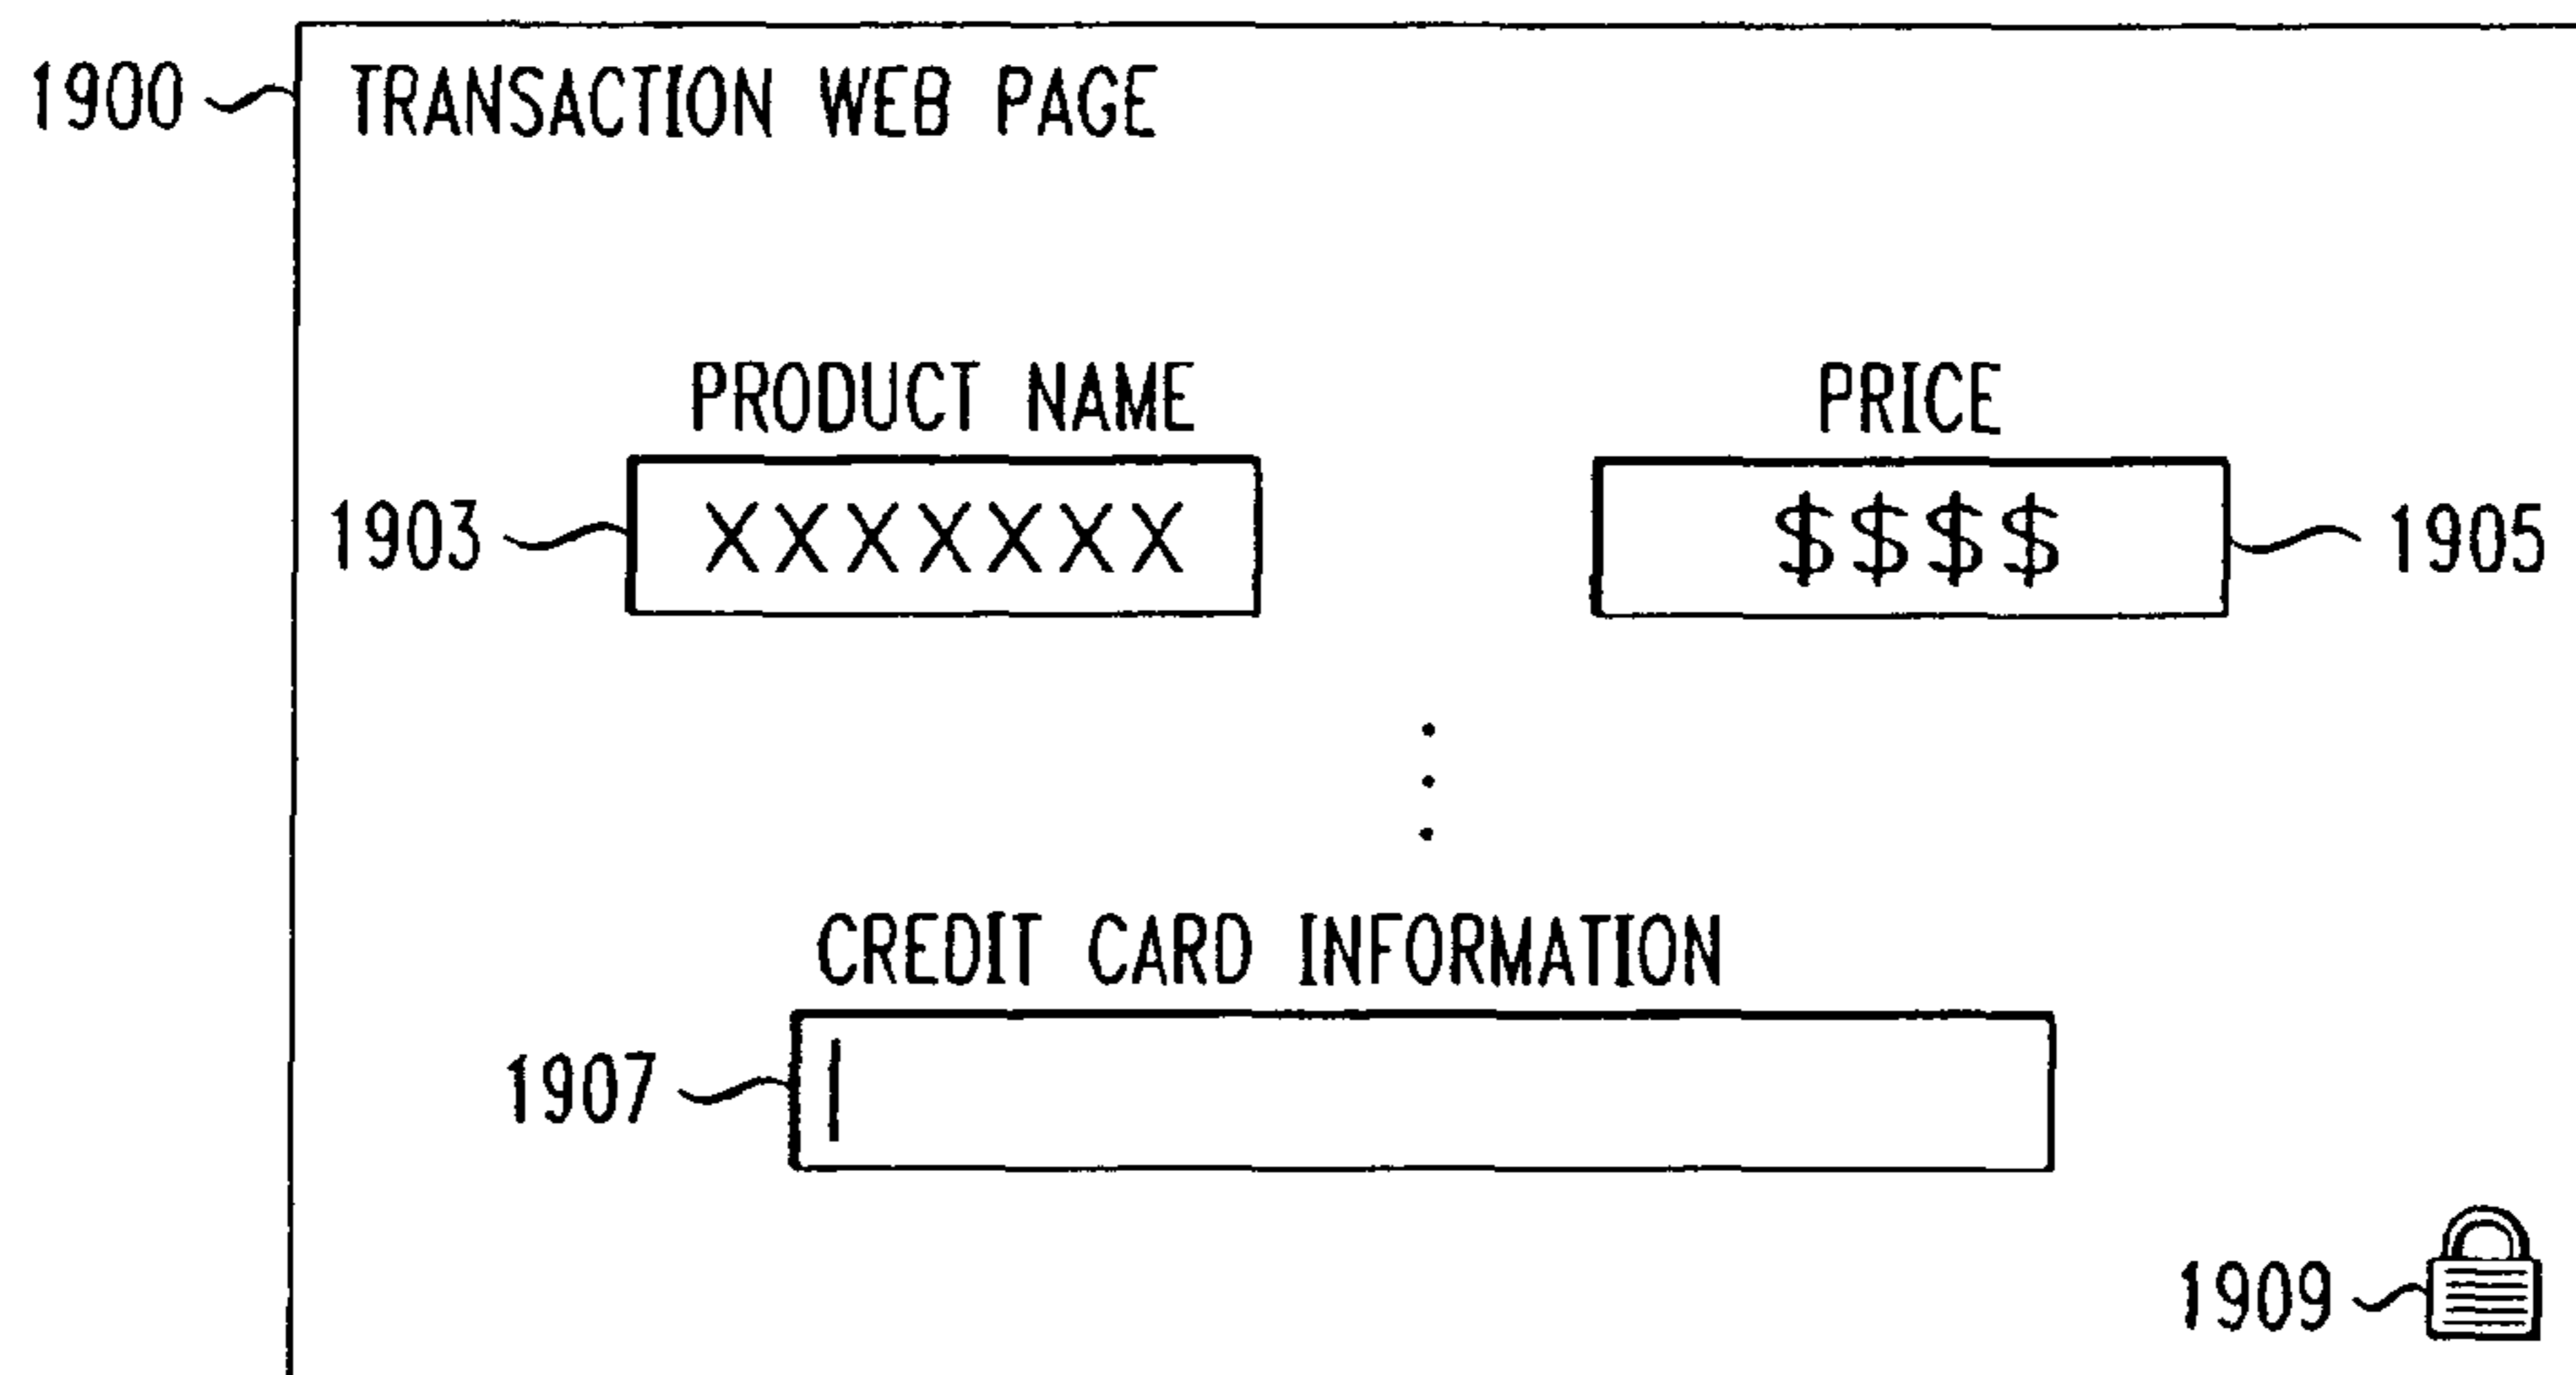 1900 TRANSACTION WEB PAGE
PRODUCT NAME PRICE
1903 XXXXXXX $$$$ 1905
CREDIT CARD INFORMATION
1907
1909